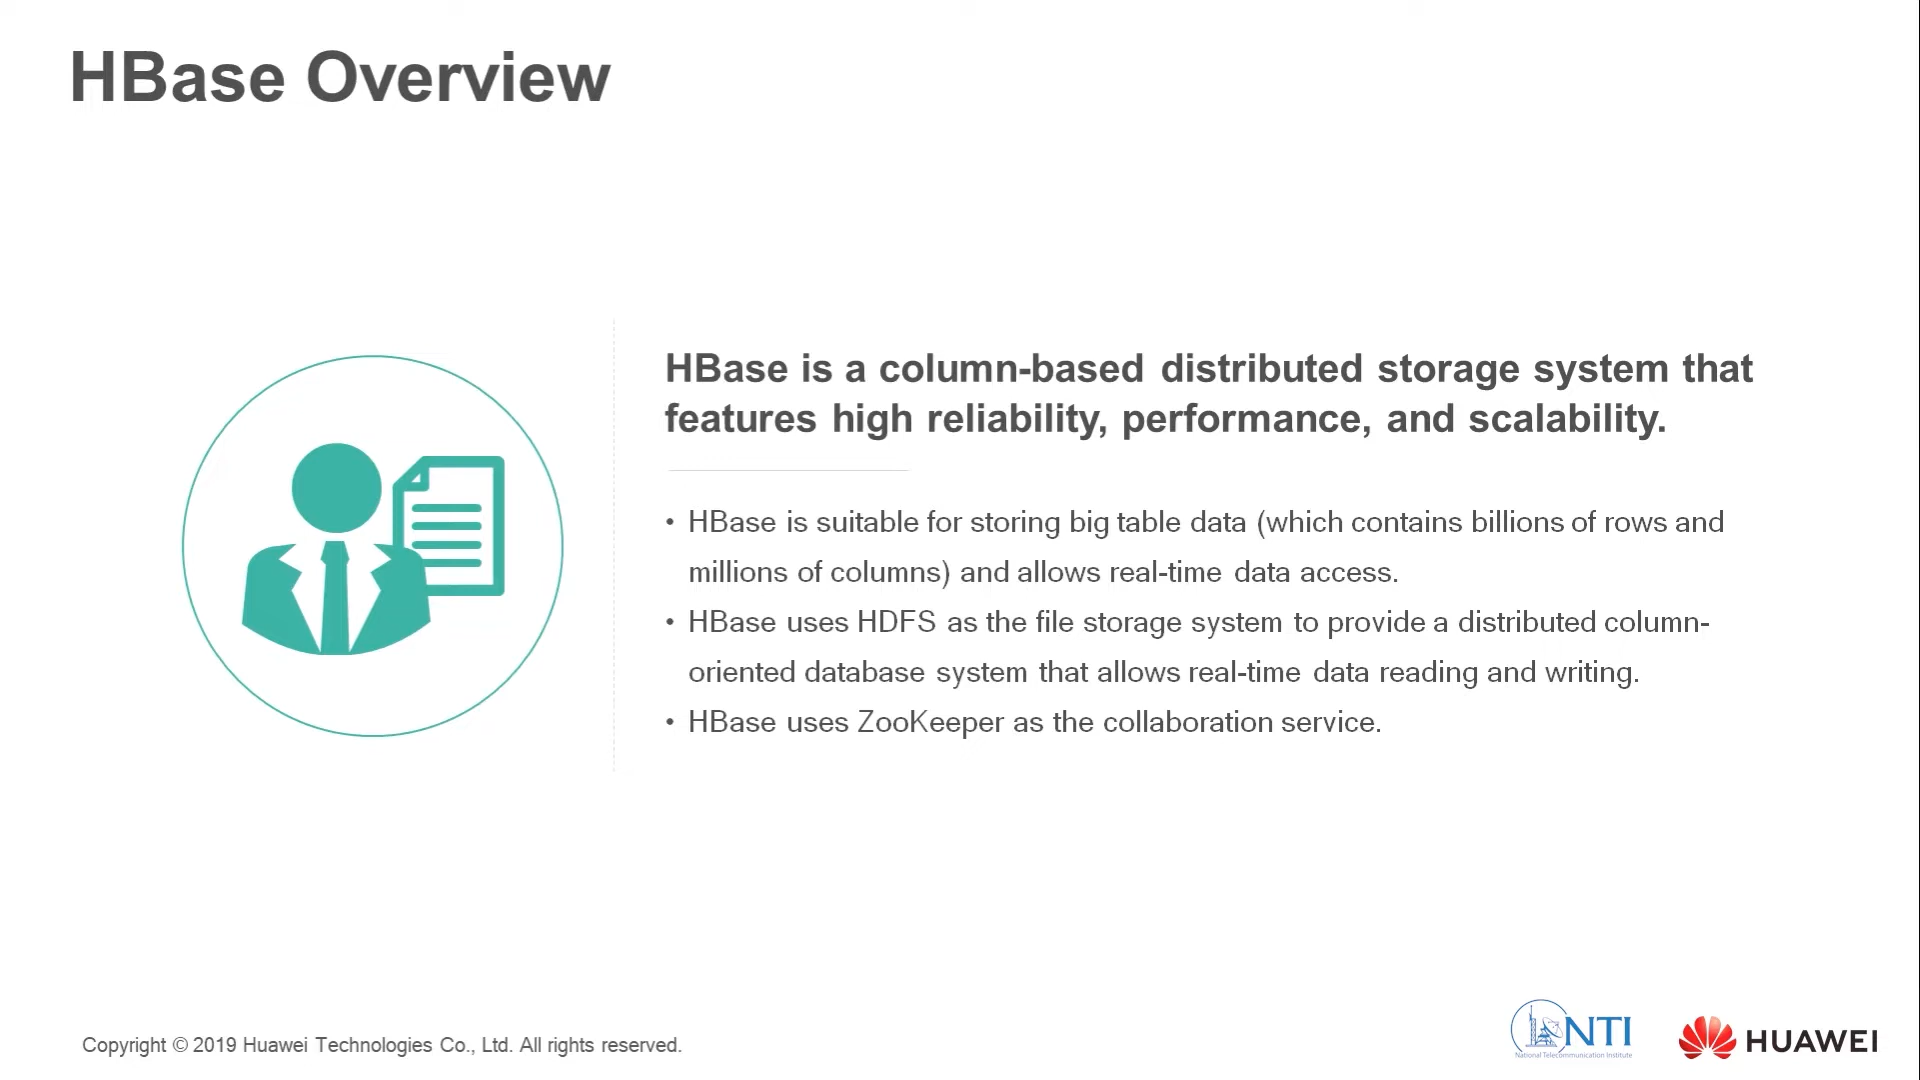 HBase Overview
HBase is a column-based distributed storage system that
features high reliability, performance, and scalability.
• HBase is suitable for storing big table data (which contains billions of rows and
millions of columns) and allows real-time data access.
• HBase uses HDFS as the file storage system to provide a distributed column-
oriented database system that allows real-time data reading and writing.
• HBase uses ZooKeeper as the collaboration service.
Copyright © 2019 Huawei Technologies Co., Ltd. All rights reserved.
NTI
National Telecommunication Institute
HUAWEI